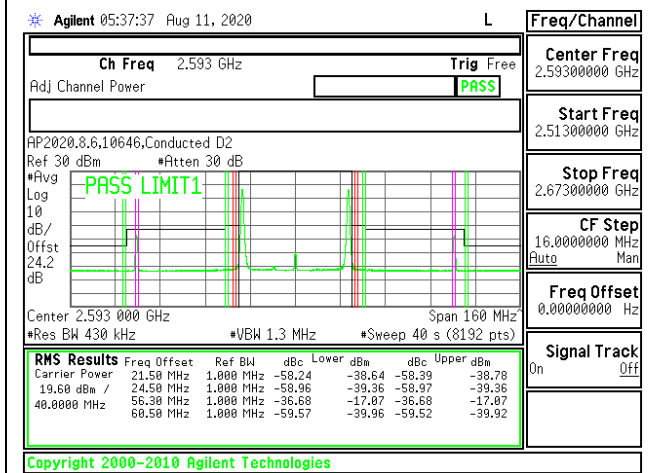 Agilent 05:37:37 Aug 11, 2020 L
Freq/Channel
Ch Freq 2.593 GHz Trig Free
Adj Channel Power PASS
Center Freq
2.59300000 GHz
Start Freq
2.51300000 GHz
AP2020.8.6,10646,Conducted D2
Ref 30 dBm #Atten 30 dB
#Avg
Log
10
dB/
Offst
24.2
dB
PASS LIMIT1
Stop Freq
2.67300000 GHz
CF Step
16.0000000 MHz
Auto Man
Freq Offset
0.00000000 Hz
Center 2.593 000 GHz Span 160 MHz
#Res BW 430 kHz #VBW 1.3 MHz #Sweep 40 s (8192 pts)
Signal Track
On Off
RMS Results Freq Offset Ref BW dBc Lower dBm dBc Upper dBm
Carrier Power 21.50 MHz 1.000 MHz -58.24 -38.64 -58.39 -38.78
19.60 dBm / 24.50 MHz 1.000 MHz -58.96 -39.36 -58.97 -39.36
40.0000 MHz 56.30 MHz 1.000 MHz -36.68 -17.07 -36.68 -17.07
60.50 MHz 1.000 MHz -59.57 -39.96 -59.52 -39.92
Copyright 2000-2010 Agilent Technologies